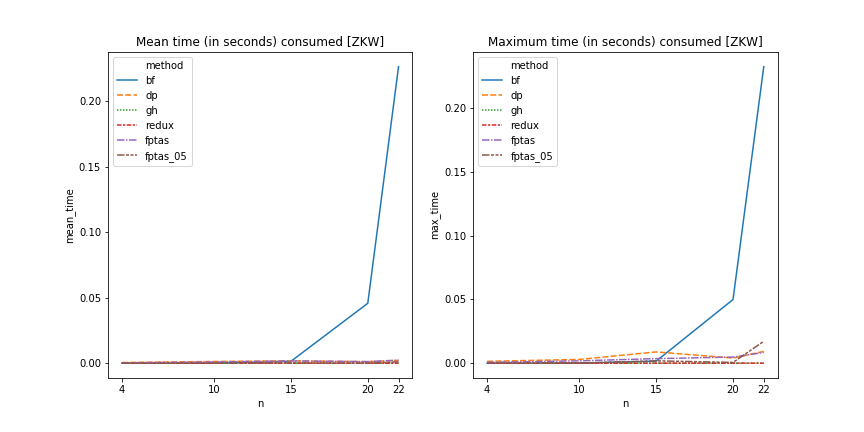 Mean time (in seconds) consumed [ZKW]
method
bf
dp
gh
redux
fptas
fptas_05
0.20
0.15
0.10
0.05
0.00
mean_time
4 10 15 20 22
n
Maximum time (in seconds) consumed [ZKW]
method
bf
dp
gh
redux
fptas
fptas_05
0.20
0.15
0.10
0.05
0.00
max_time
4 10 15 20 22
n